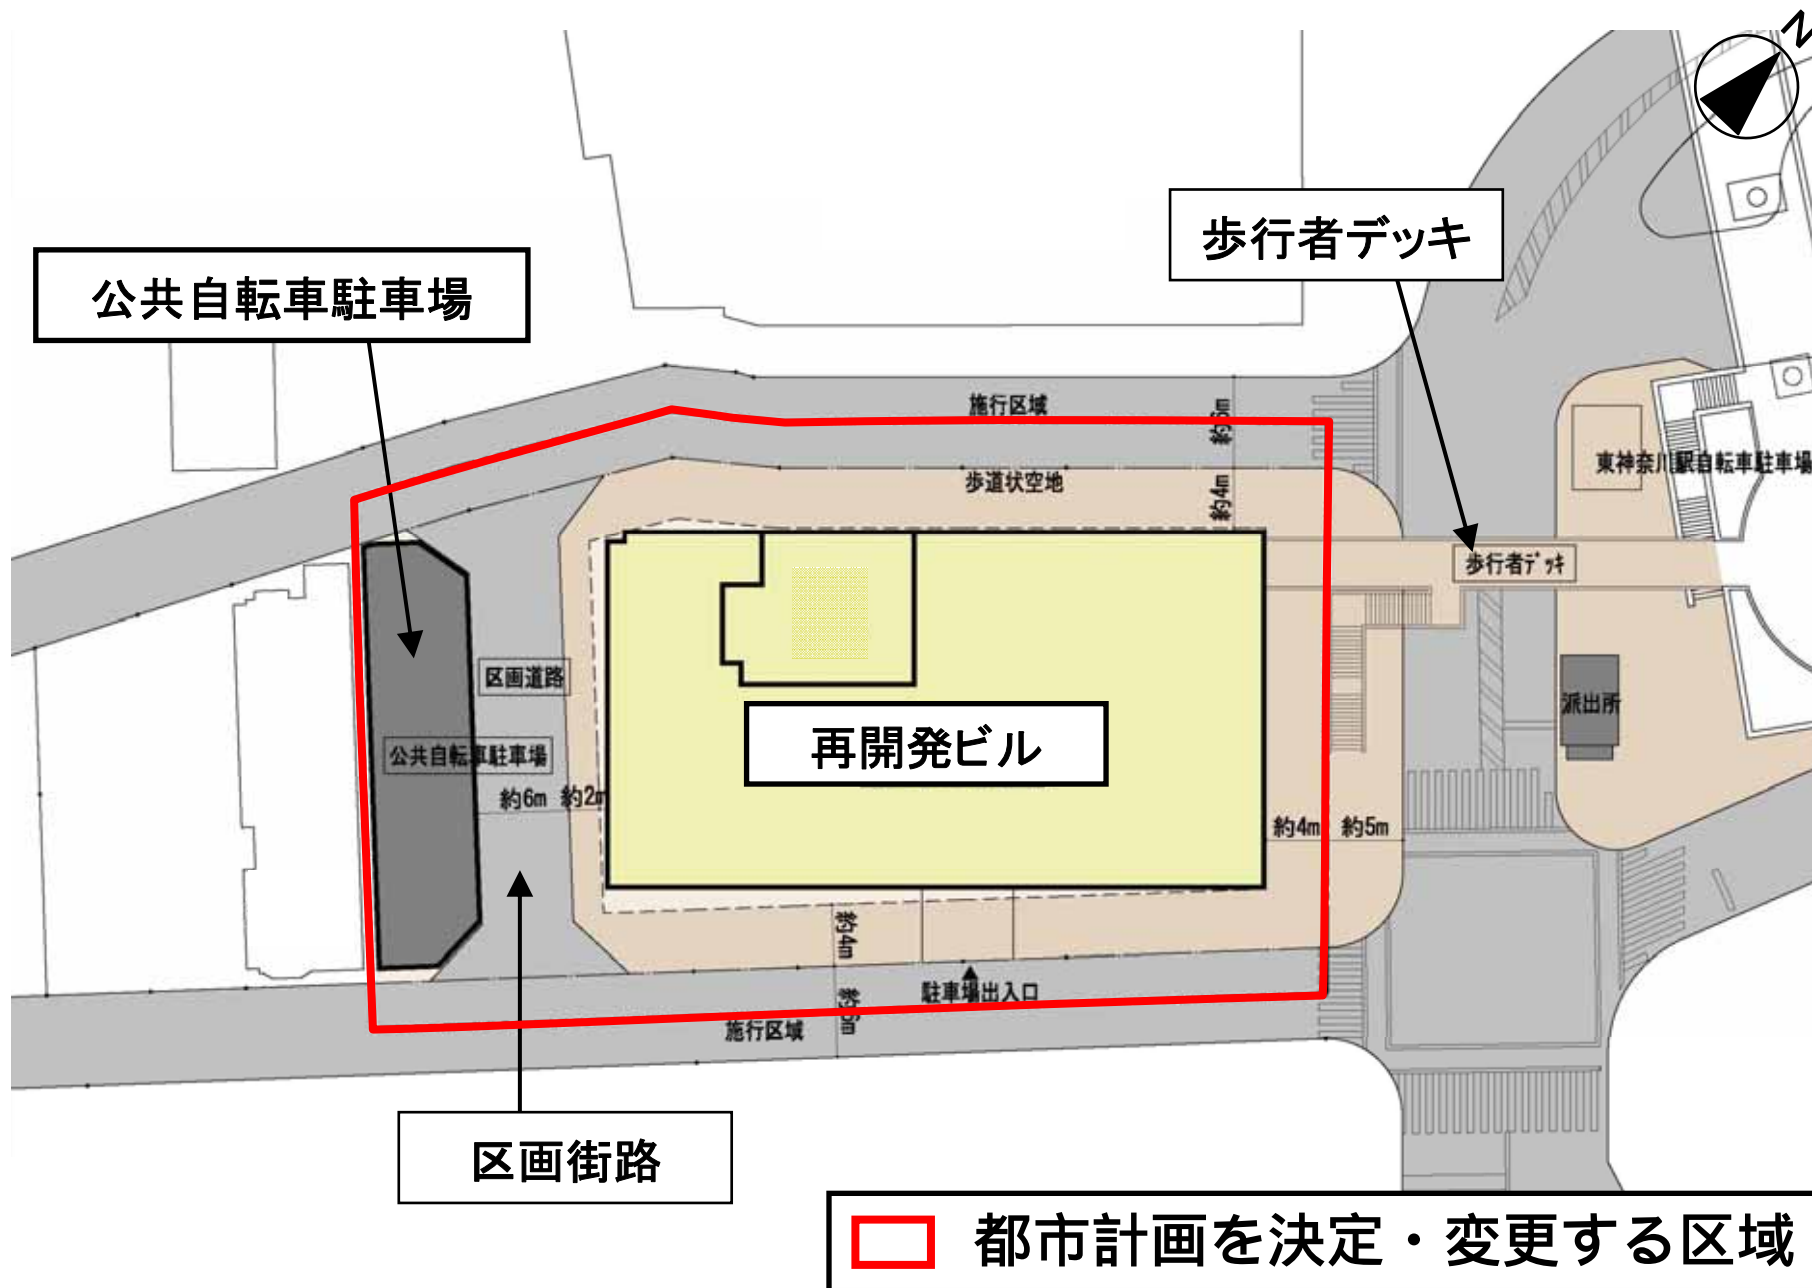 N
歩行者デッキ
公共自転車駐車場
施行区域
約6m
東神奈川駅自転車駐車場
歩道状空地
約4m
歩行者デッキ
区画道路
派出所
再開発ビル
公共自転車駐車場
約6m 約2m
約4m 約5m
約4m
駐車場出入口
約6m
施行区域
区画街路
都市計画を決定・変更する区域